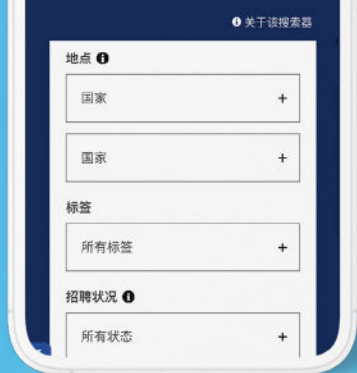 关于该搜索器
地点
国家 +
国家 +
标签
所有标签 +
招聘状况
所有状态 +